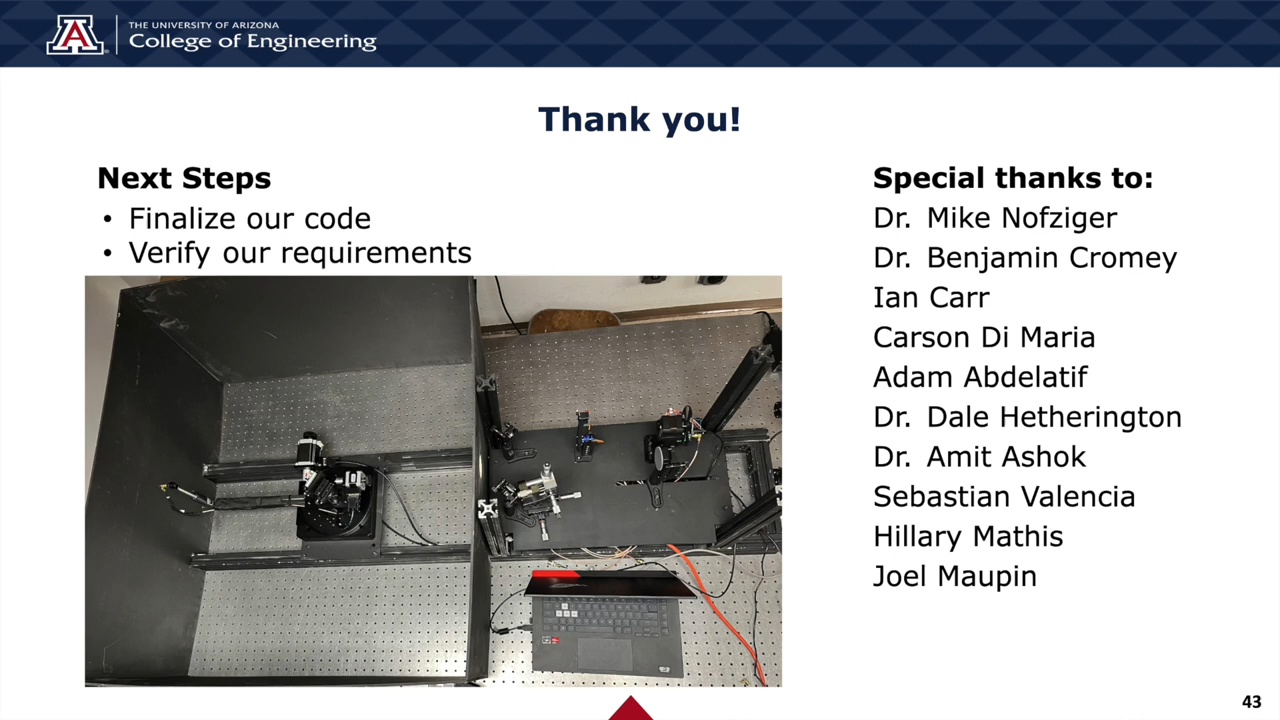 THE UNIVERSITY OF ARIZONA
College of Engineering
Thank you!
Next Steps
• Finalize our code
• Verify our requirements
Special thanks to:
Dr. Mike Nofziger
Dr. Benjamin Cromey
Ian Carr
Carson Di Maria
Adam Abdelatif
Dr. Dale Hetherington
Dr. Amit Ashok
Sebastian Valencia
Hillary Mathis
Joel Maupin
43